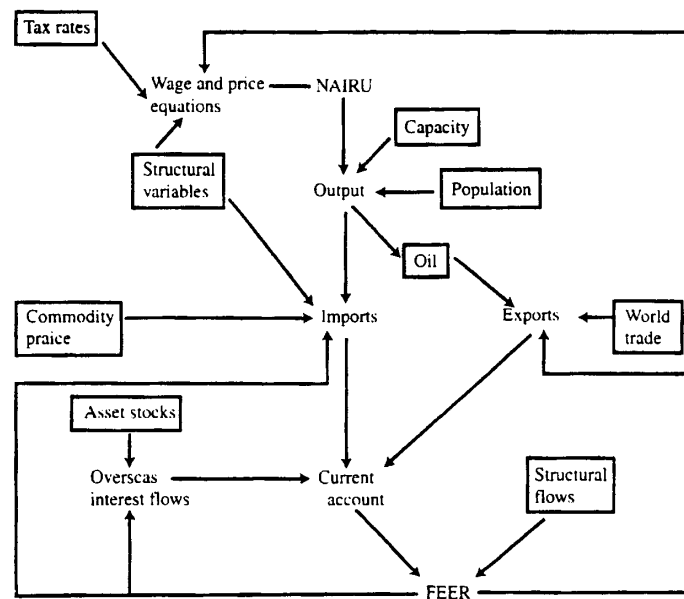 Tax rates
Wage and price
equations
NAIRU
Capacity
Structural
variables
Output
Population
Oil
Commodity
praice
Imports
Exports
World
trade
Asset stocks
Overscas
interest flows
Current
account
Structural
flows
FEER